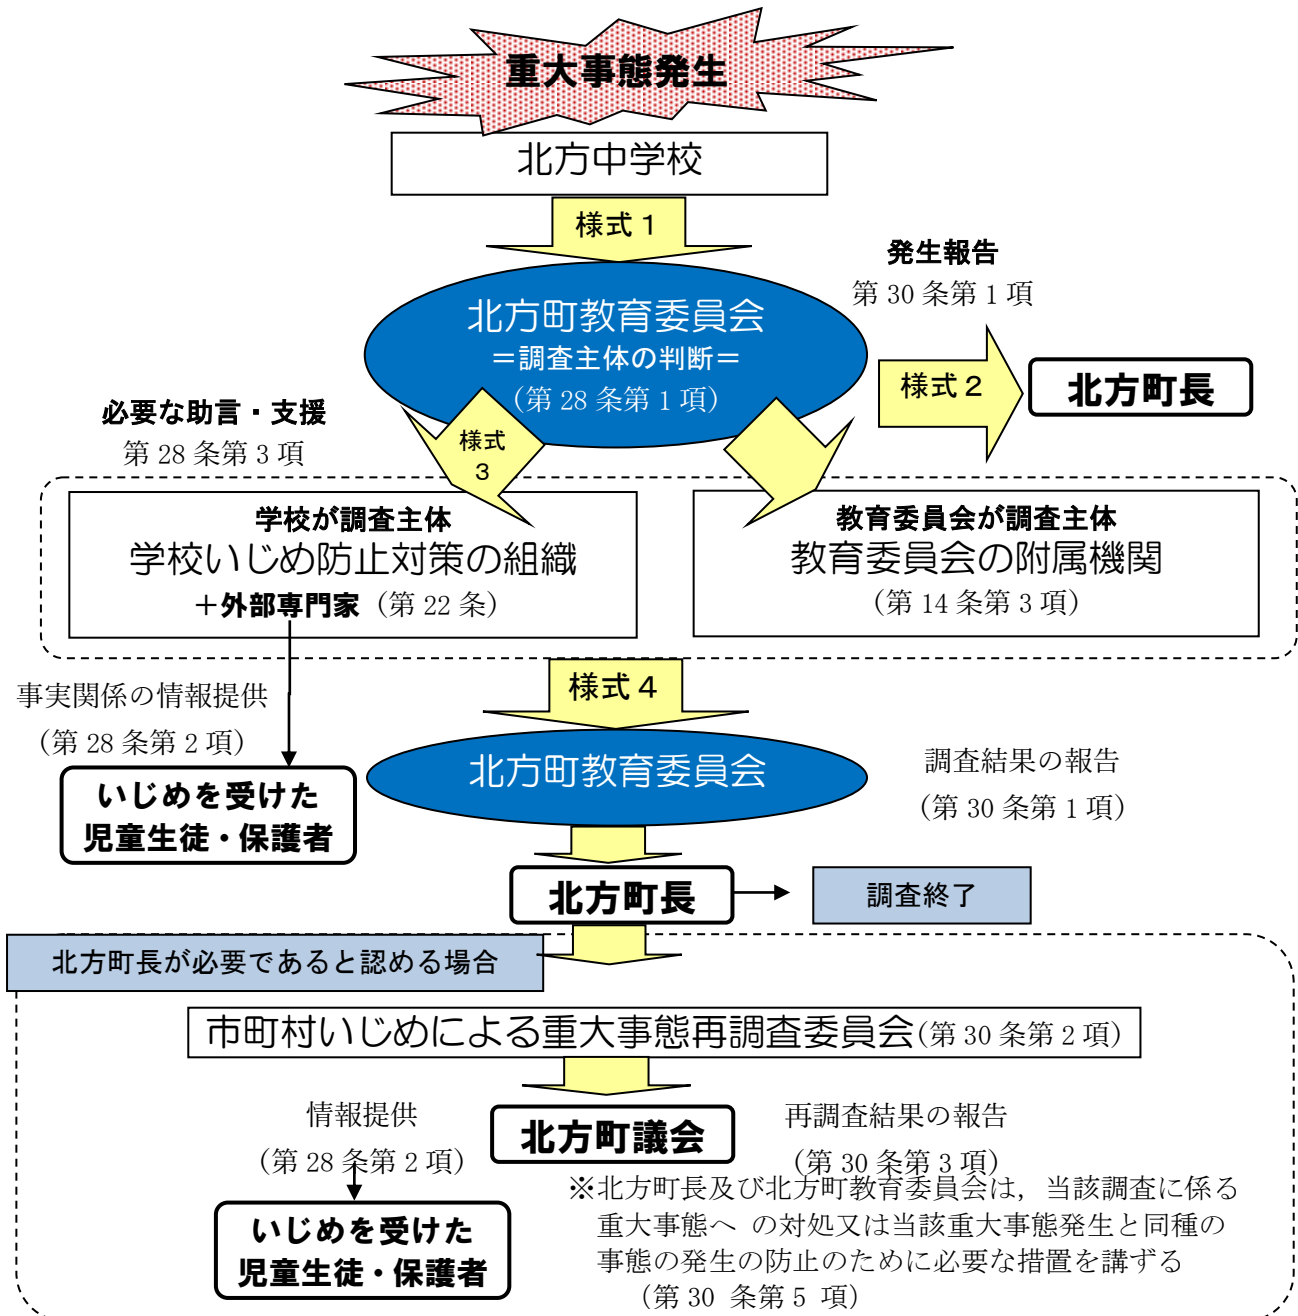 重大事態発生
北方中学校
様式１
発生報告
第 30 条第 1 項
北方町教育委員会
＝調査主体の判断＝
（第 28 条第 1 項）
様式２
北方町長
必要な助言・支援
第 28 条第 3 項
様式
３
学校が調査主体
学校いじめ防止対策の組織
＋外部専門家（第 22 条）
教育委員会が調査主体
教育委員会の附属機関
（第 14 条第 3 項）
様式４
事実関係の情報提供
（第 28 条第 2 項）
いじめを受けた
児童生徒・保護者
北方町教育委員会
調査結果の報告
（第 30 条第 1 項）
北方町長
調査終了
北方町長が必要であると認める場合
市町村いじめによる重大事態再調査委員会（第 30 条第 2 項）
情報提供
（第 28 条第 2 項）
北方町議会
再調査結果の報告
（第 30 条第 3 項）
いじめを受けた
児童生徒・保護者
※北方町長及び北方町教育委員会は，当該調査に係る
重大事態へ の対処又は当該重大事態発生と同種の
事態の発生の防止のために必要な措置を講ずる
（第 30 条第 5 項）